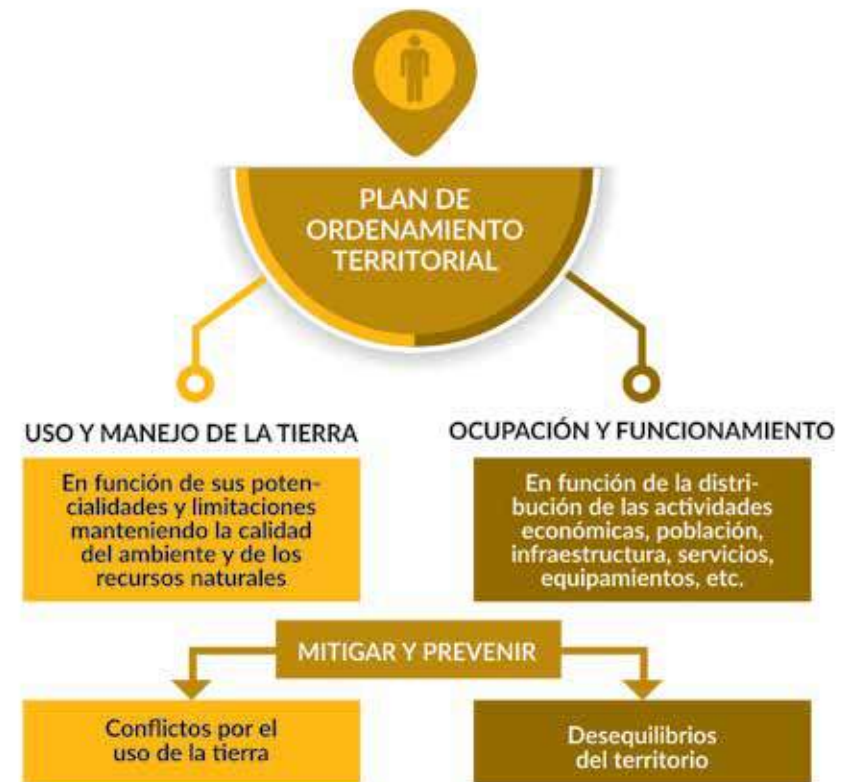 PLAN DE
ORDENAMIENTO
TERRITORIAL
USO Y MANEJO DE LA TIERRA
En función de sus poten-
cialidades y limitaciones
manteniendo la calidad
del ambiente y de los
recursos naturales
OCUPACIÓN Y FUNCIONAMIENTO
En función de la distri-
bución de las actividades
económicas, población,
infraestructura, servicios,
equipamientos, etc.
MITIGAR Y PREVENIR
Conflictos por el
uso de la tierra
Desequilibrios
del territorio